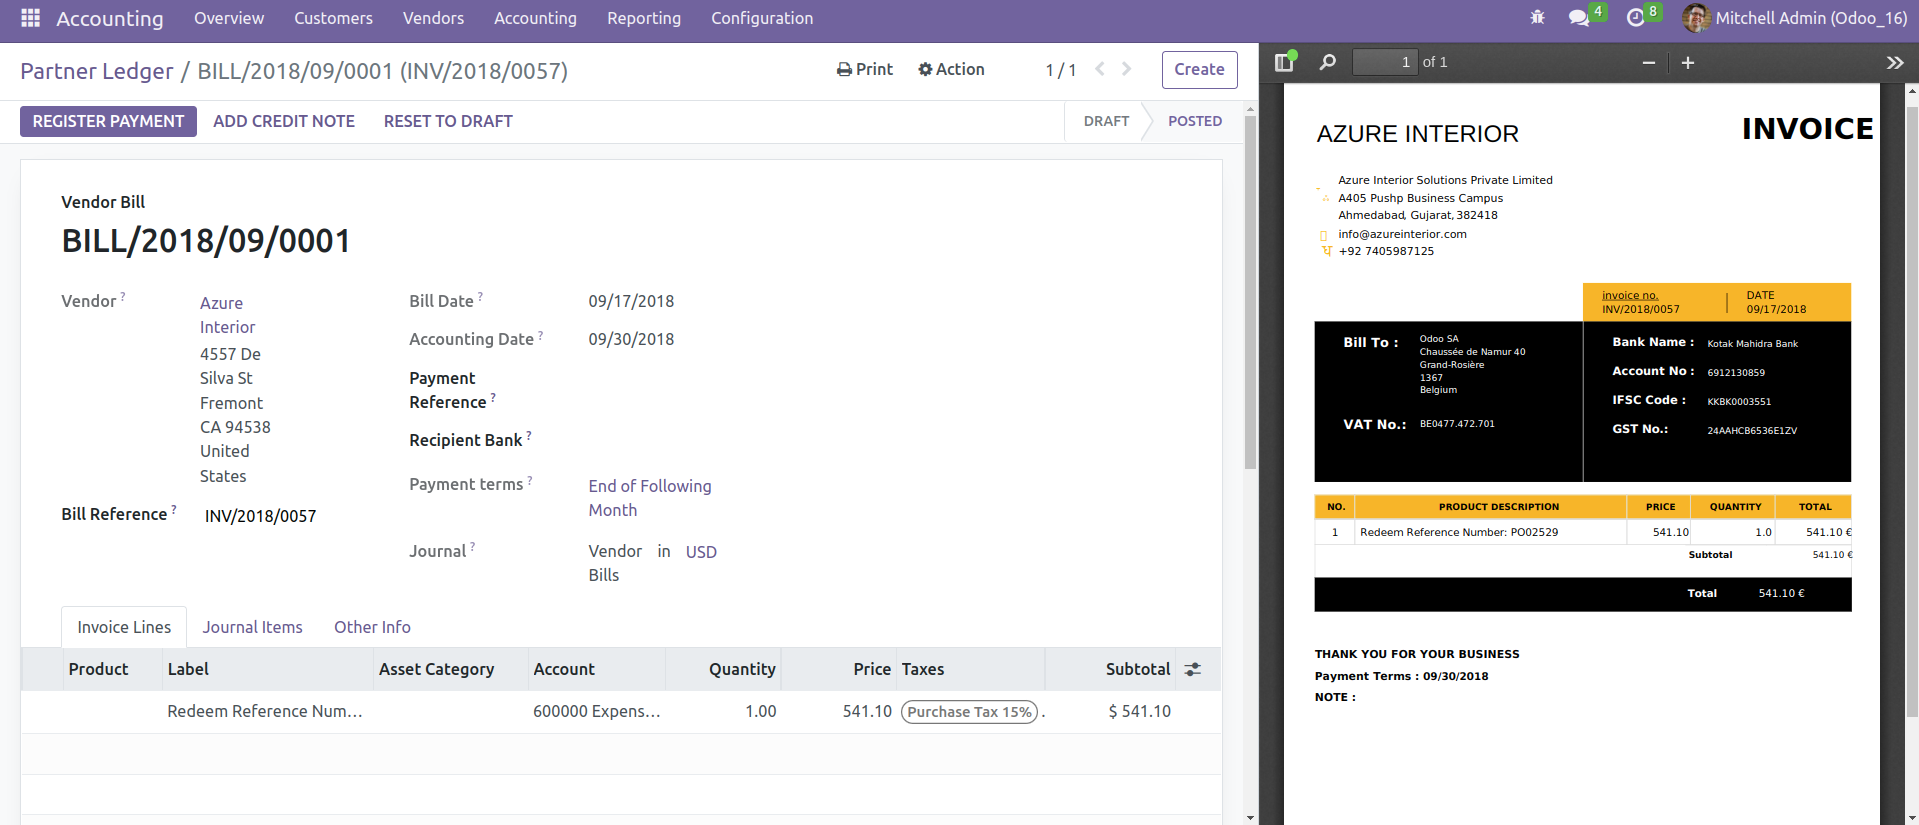 Accounting Overview Customers Vendors Accounting Reporting Configuration 4 8 Mitchell Admin (Odoo_16)
Partner Ledger / BILL/2018/09/0001 (INV/2018/0057) Print Action 1 / 1 Create
REGISTER PAYMENT ADD CREDIT NOTE RESET TO DRAFT DRAFT POSTED
Vendor Bill
BILL/2018/09/0001
Vendor ?
Azure
Interior
4557 De
Silva St
Fremont
CA 94538
United
States
Bill Reference ? INV/2018/0057
Bill Date ? 09/17/2018
Accounting Date ? 09/30/2018
Payment
Reference ?
Recipient Bank ?
Payment terms ? End of Following
Month
Journal ? Vendor in USD
Bills
Invoice Lines Journal Items Other Info
Product Label Asset Category Account Quantity Price Taxes Subtotal
Redeem Reference Num... 600000 Expens... 1.00 541.10 Purchase Tax 15% . $ 541.10
1 of 1
AZURE INTERIOR INVOICE
Azure Interior Solutions Private Limited
A405 Pushp Business Campus
Ahmedabad, Gujarat, 382418
info@azureinterior.com
+92 7405987125
invoice no. DATE
INV/2018/0057 09/17/2018
Bill To : Odoo SA
Chaussée de Namur 40
Grand-Rosière
1367
Belgium
VAT No.: BE0477.472.701
Bank Name : Kotak Mahidra Bank
Account No : 6912130859
IFSC Code : KKBK0003551
GST No.: 24AAHCB6536E1ZV
NO. PRODUCT DESCRIPTION PRICE QUANTITY TOTAL
1 Redeem Reference Number: PO02529 541.10 1.0 541.10 €
Subtotal 541.10 €
Total 541.10 €
THANK YOU FOR YOUR BUSINESS
Payment Terms : 09/30/2018
NOTE :